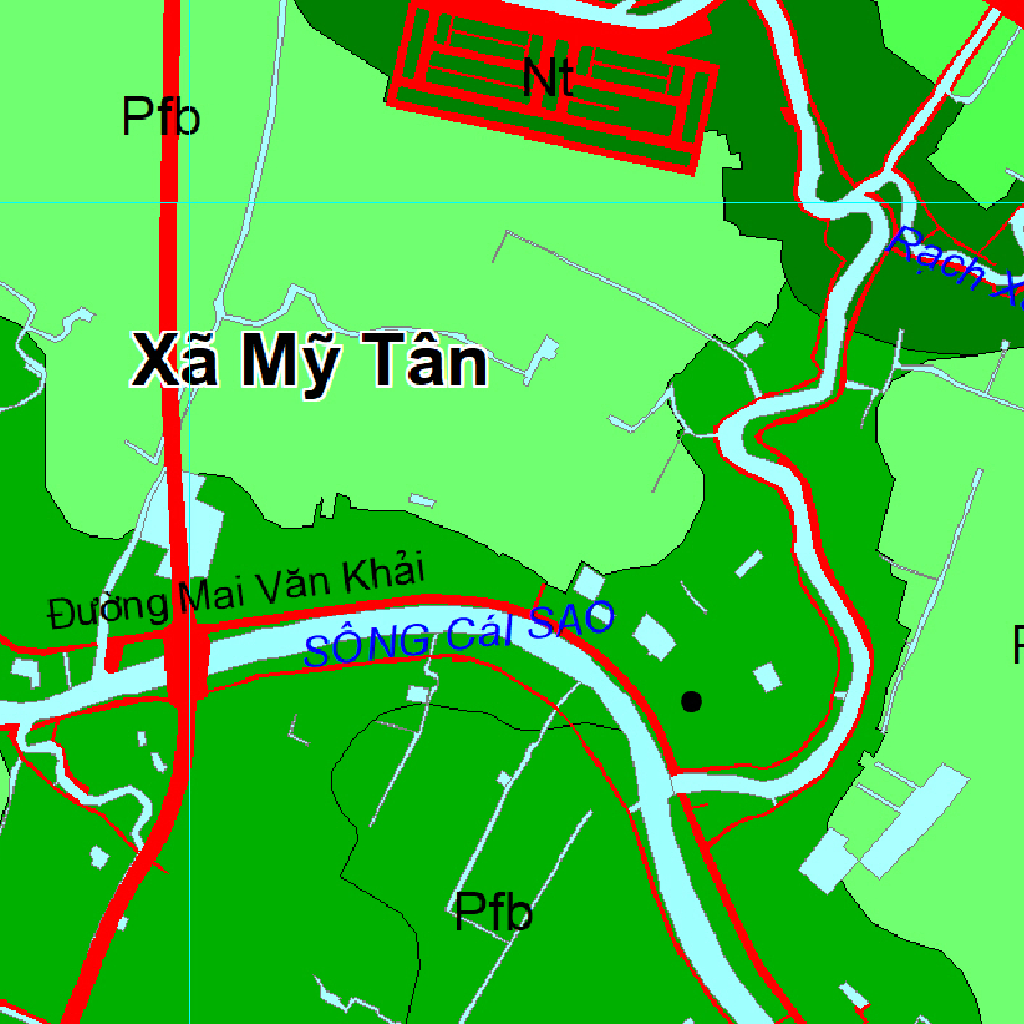 Nt
Pfb
Rạch X
Xã Mỹ Tân
Đường Mai Văn Khải
SÔNG Cái SAO
Pfb